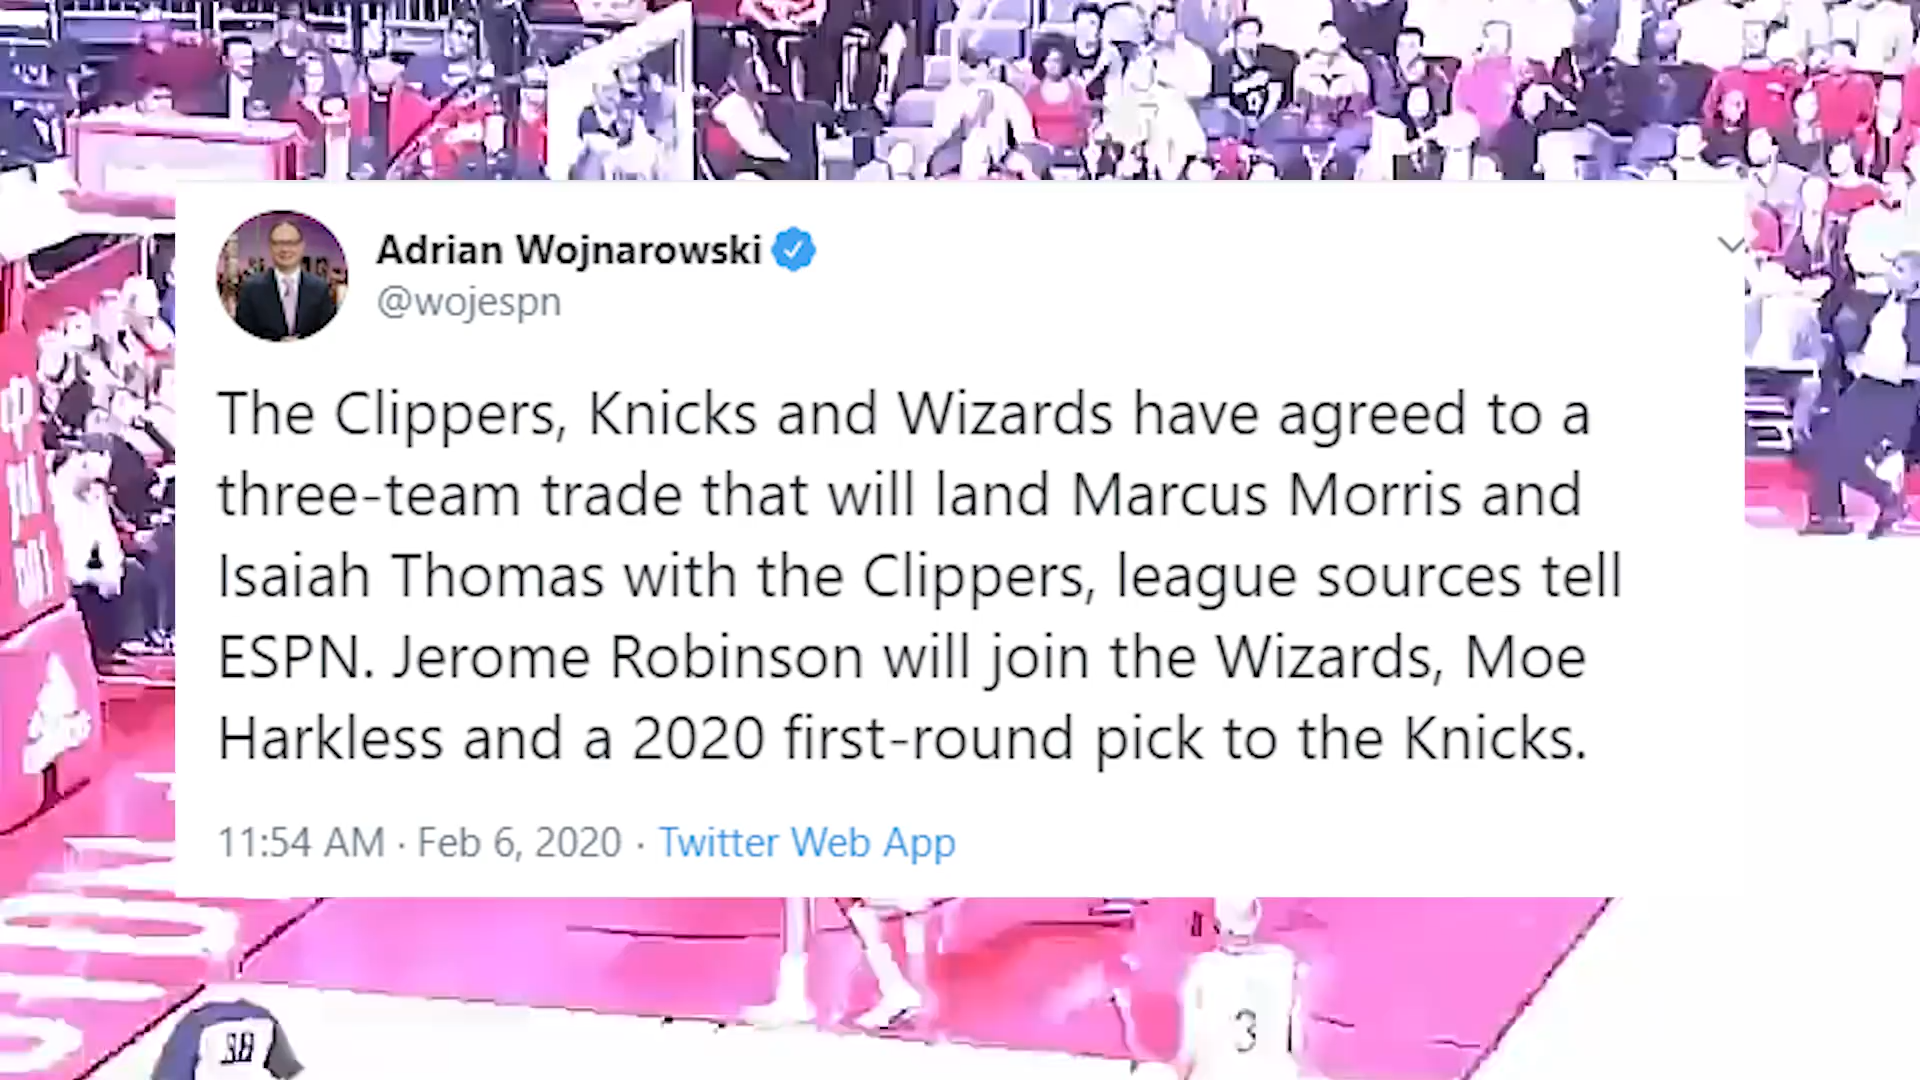 Adrian Wojnarowski
@wojespn
The Clippers, Knicks and Wizards have agreed to a
three-team trade that will land Marcus Morris and
Isaiah Thomas with the Clippers, league sources tell
ESPN. Jerome Robinson will join the Wizards, Moe
Harkless and a 2020 first-round pick to the Knicks.
11:54 AM · Feb 6, 2020 · Twitter Web App
3